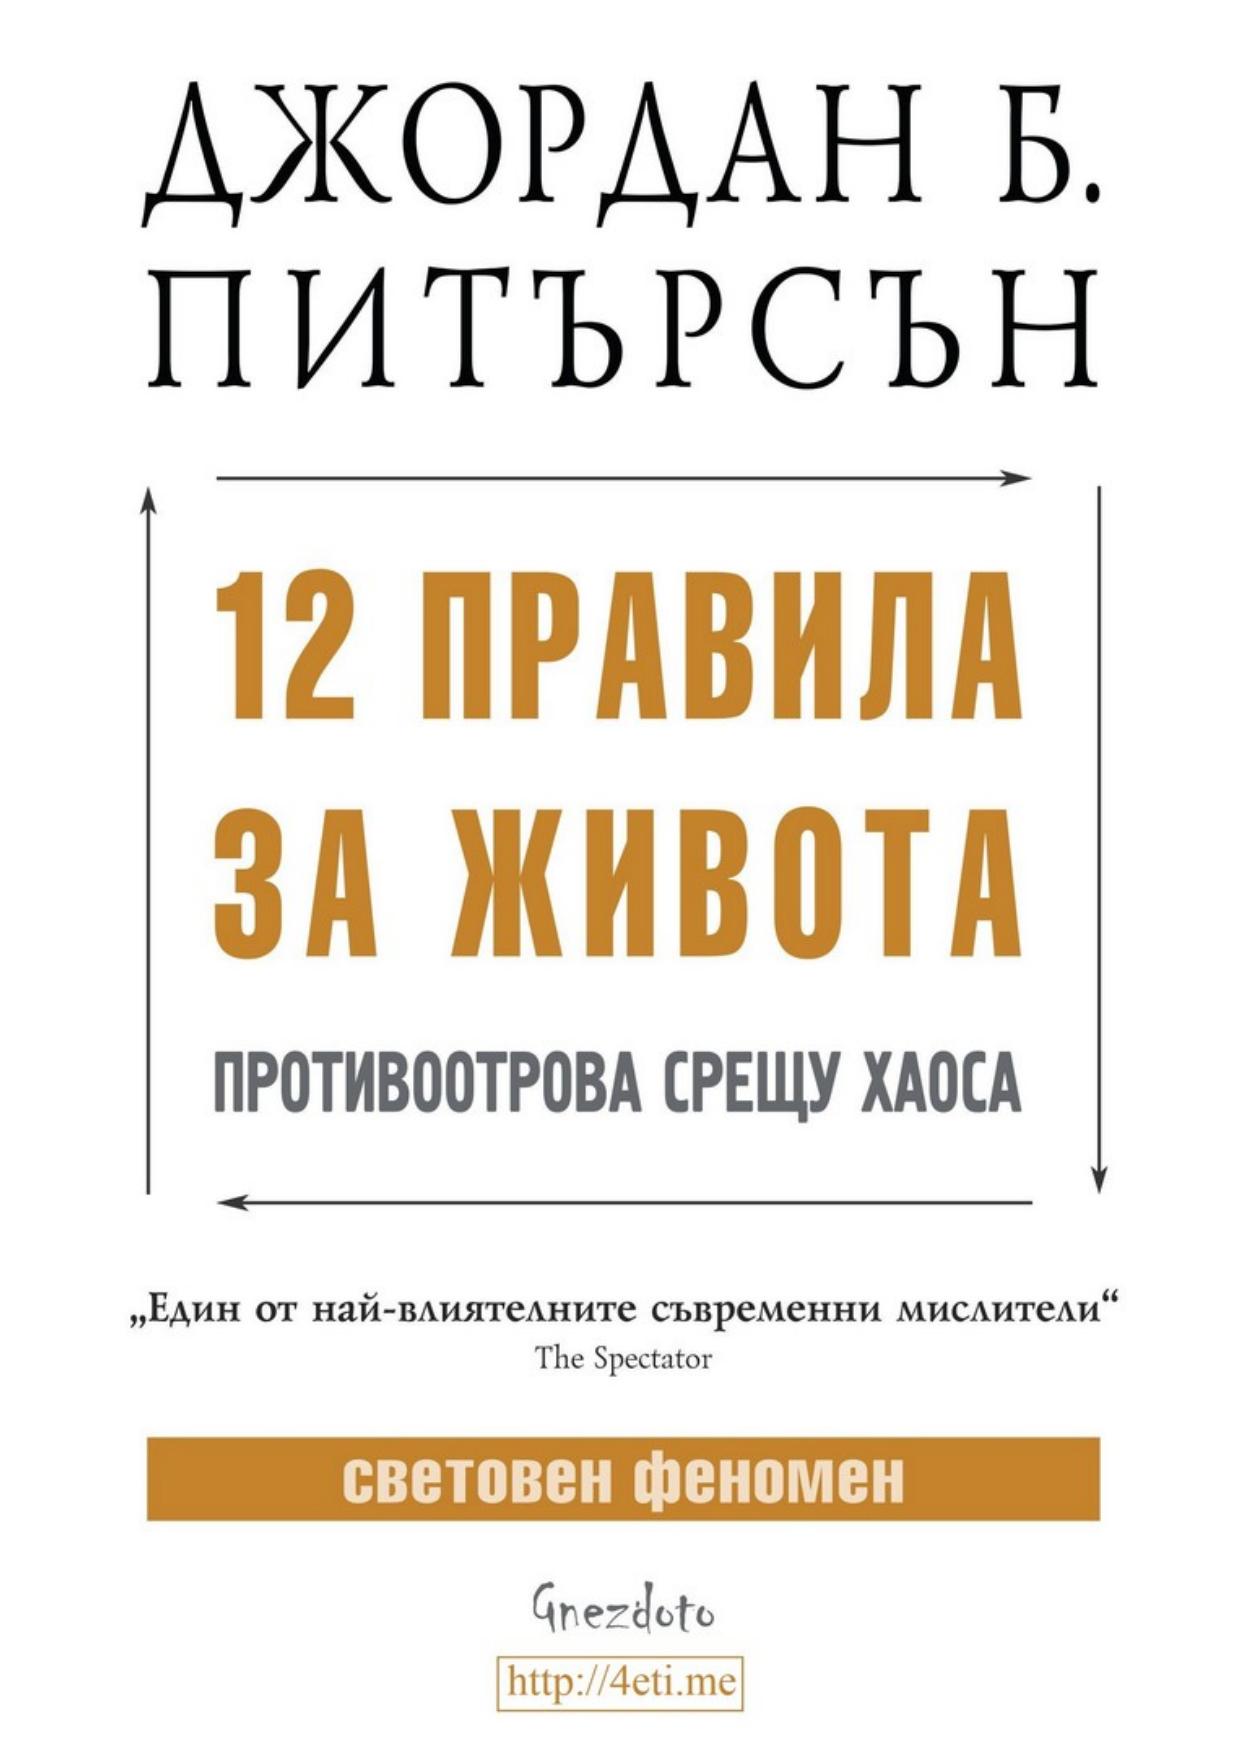 ДЖОРДАН Б.
ПИТЪРСЪН
12 ПРАВИЛА
ЗА ЖИВОТА
ПРОТИВООТРОВА СРЕЩУ ХАОСА
„Един от най-влиятелните съвременни мислители“
The Spectator
световен феномен
Gnezdoto
http://4eti.me